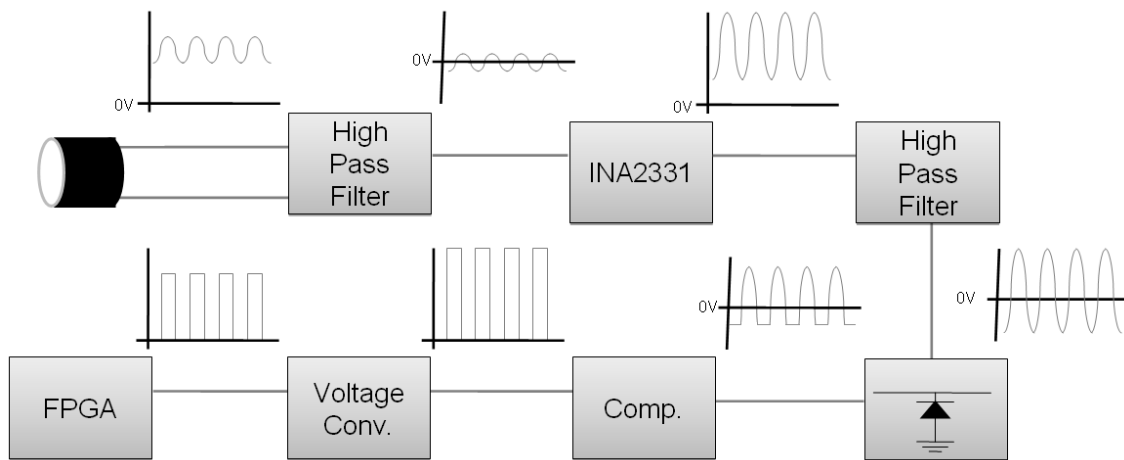 0V
0V
0V
High
Pass
Filter
INA2331
High
Pass
Filter
0V
0V
FPGA
Voltage
Conv.
Comp.